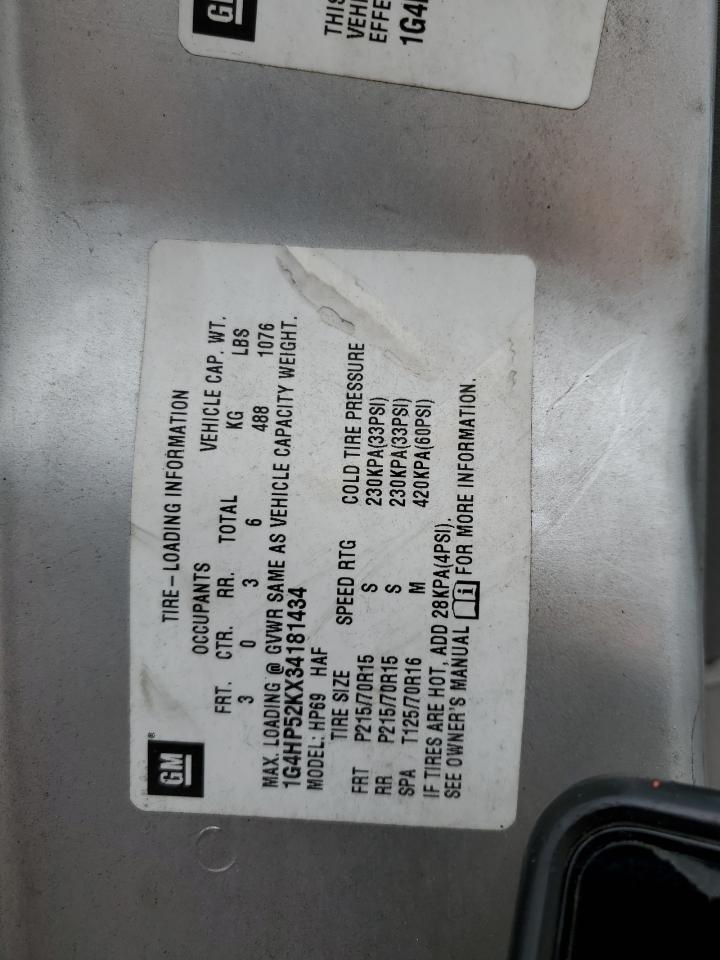 GM
TIRE-LOADING INFORMATION
OCCUPANTS VEHICLE CAP. WT.
FRT. CTR. RR. TOTAL KG LBS
3 0 3 6 488 1076
MAX. LOADING @ GVWR SAME AS VEHICLE CAPACITY WEIGHT.
1G4HP52KX34181434
MODEL: HP69 HAF
TIRE SIZE SPEED RTG COLD TIRE PRESSURE
FRT P215/70R15 S 230KPA(33PSI)
RR P215/70R15 S 230KPA(33PSI)
SPA T125/70R16 M 420KPA(60PSI)
IF TIRES ARE HOT, ADD 28KPA(4PSI).
SEE OWNER'S MANUAL i FOR MORE INFORMATION.
THIS
VEHI
EFFE
1G4